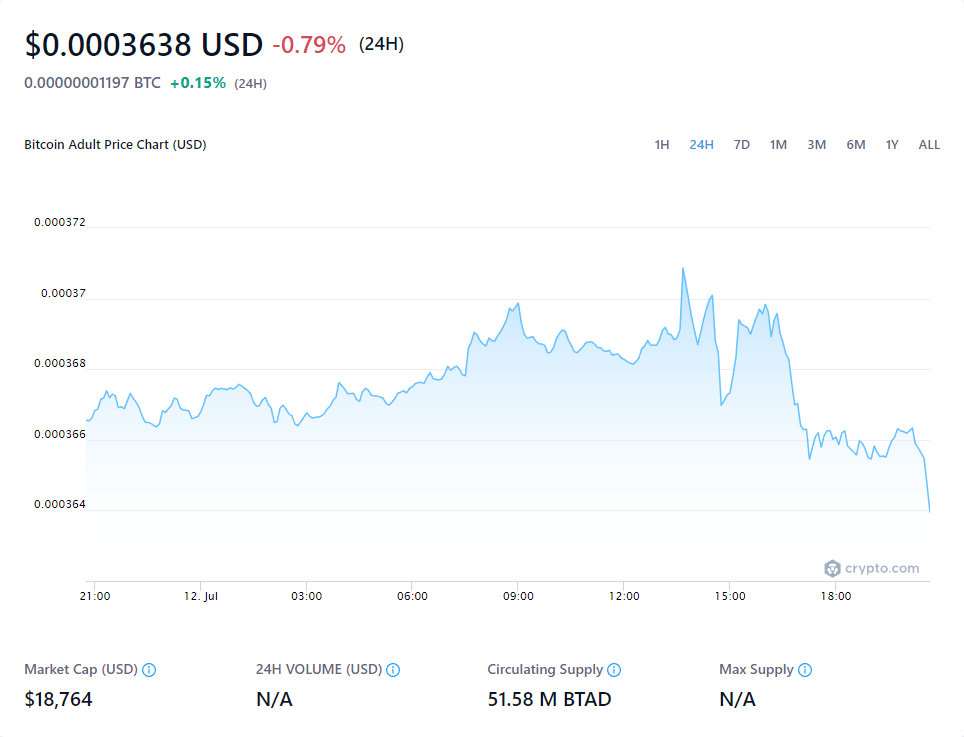 $0.0003638 USD -0.79% (24H)
0.00000001197 BTC +0.15% (24H)
Bitcoin Adult Price Chart (USD) 1H 24H 7D 1M 3M 6M 1Y ALL
0.000372
0.00037
0.000368
0.000366
0.000364
crypto.com
21:00 12. Jul 03:00 06:00 09:00 12:00 15:00 18:00
Market Cap (USD) 24H VOLUME (USD) Circulating Supply Max Supply
$18,764 N/A 51.58 M BTAD N/A